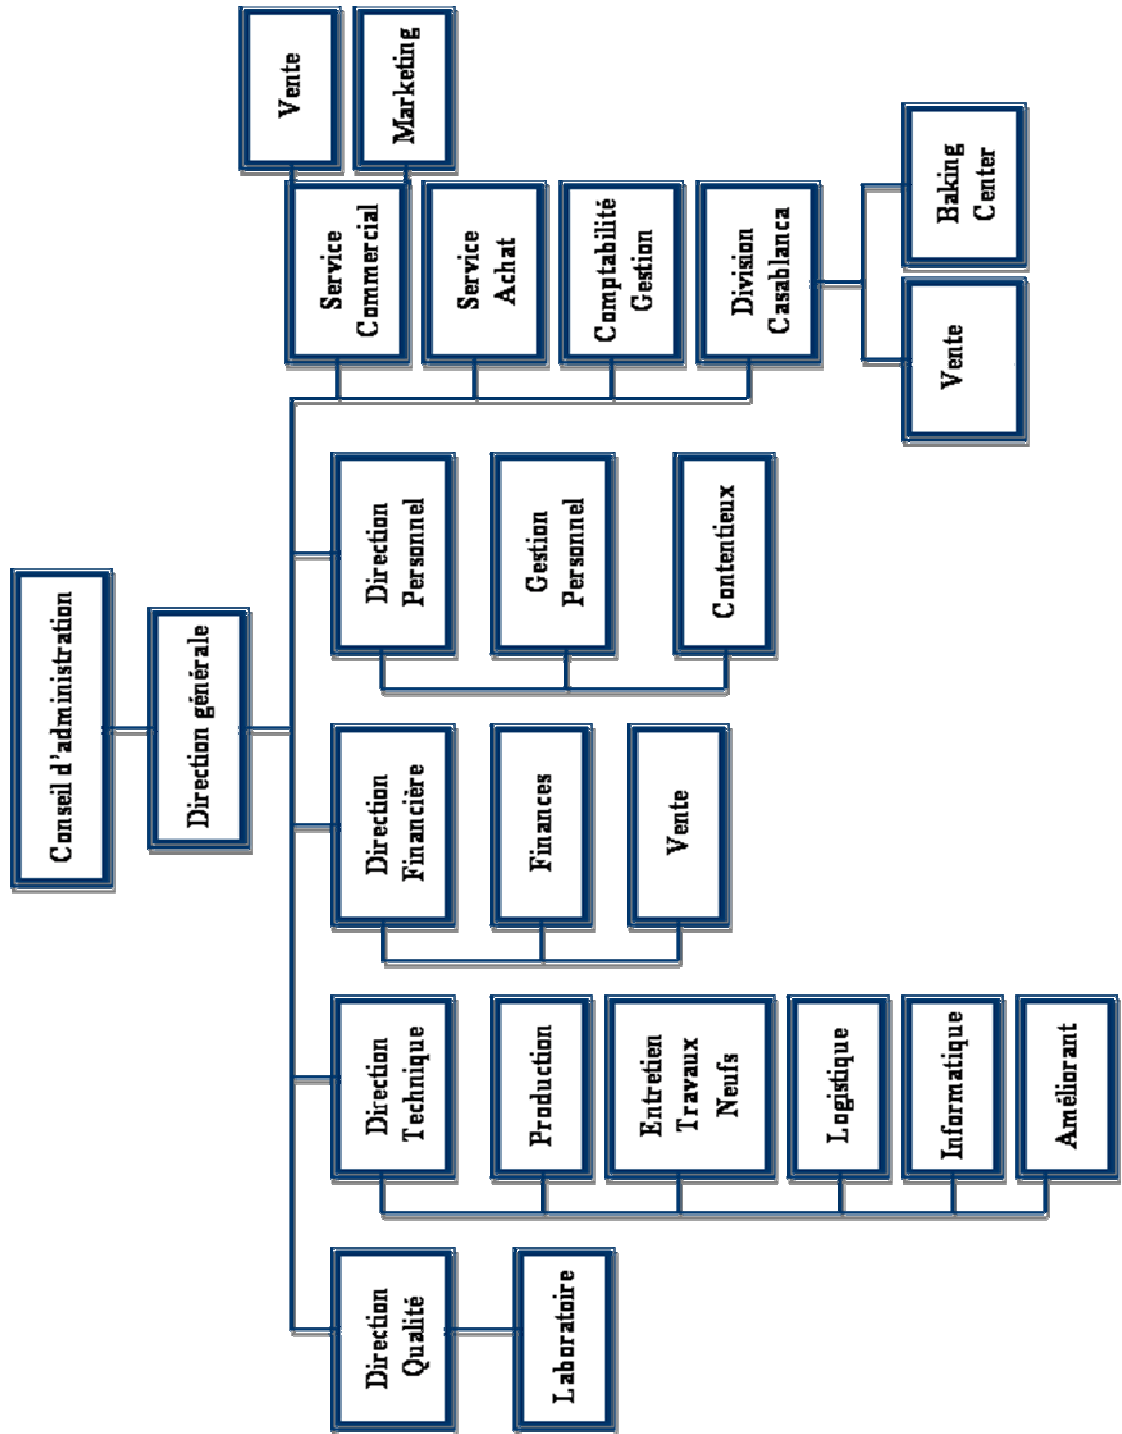 Conseil d'administration
Direction générale
Direction
Qualité
Laboratoire
Direction
Technique
Production
Entretien
Travaux
Neufs
Logistique
Informatique
Améliorant
Direction
Financière
Finances
Vente
Direction
Personnel
Gestion
Personnel
Contentieux
Service
Commercial
Vente
Marketing
Service
Achat
Comptabilité
Gestion
Division
Casablanca
Vente
Baking
Center